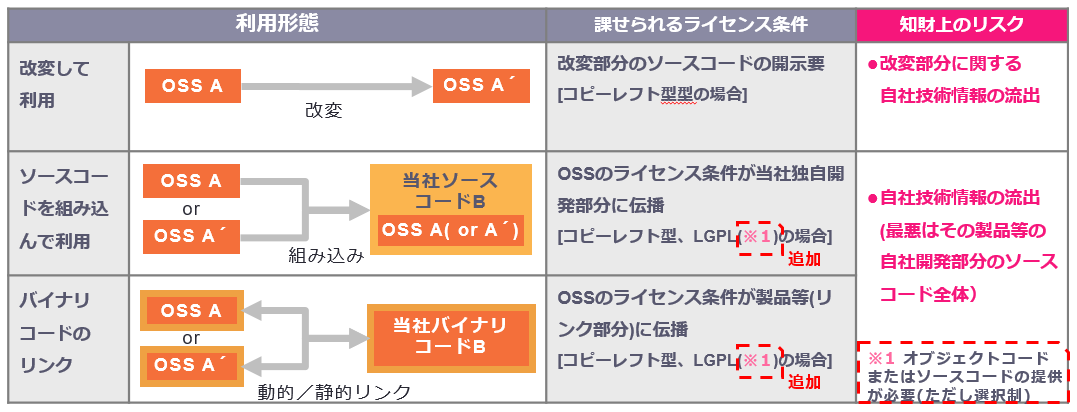 利用形態
課せられるライセンス条件
知財上のリスク
改変して
利用
OSS A
OSS A´
改変
改変部分のソースコードの開示要
[コピーレフト型型の場合]
●改変部分に関する
自社技術情報の流出
ソースコー
ドを組み込
んで利用
OSS A
or
OSS A´
組み込み
当社ソース
コードB
OSS A( or A´)
OSSのライセンス条件が当社独自開
発部分に伝播
[コピーレフト型、LGPL(※1)の場合]
追加
●自社技術情報の流出
(最悪はその製品等の
自社開発部分のソース
コード全体)
バイナリ
コードの
リンク
OSS A
or
OSS A´
動的／静的リンク
当社バイナリ
コードB
OSSのライセンス条件が製品等(リ
ンク部分)に伝播
[コピーレフト型、LGPL(※1)の場合]
追加
※1 オブジェクトコード
またはソースコードの提供
が必要(ただし選択制)